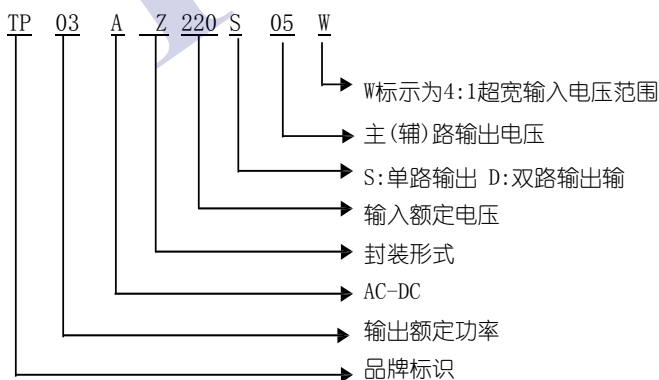 TP 03 A Z 220 S 05 W
W标示为4:1超宽输入电压范围
主(辅)路输出电压
S:单路输出 D:双路输出输
输入额定电压
封装形式
AC-DC
输出额定功率
品牌标识